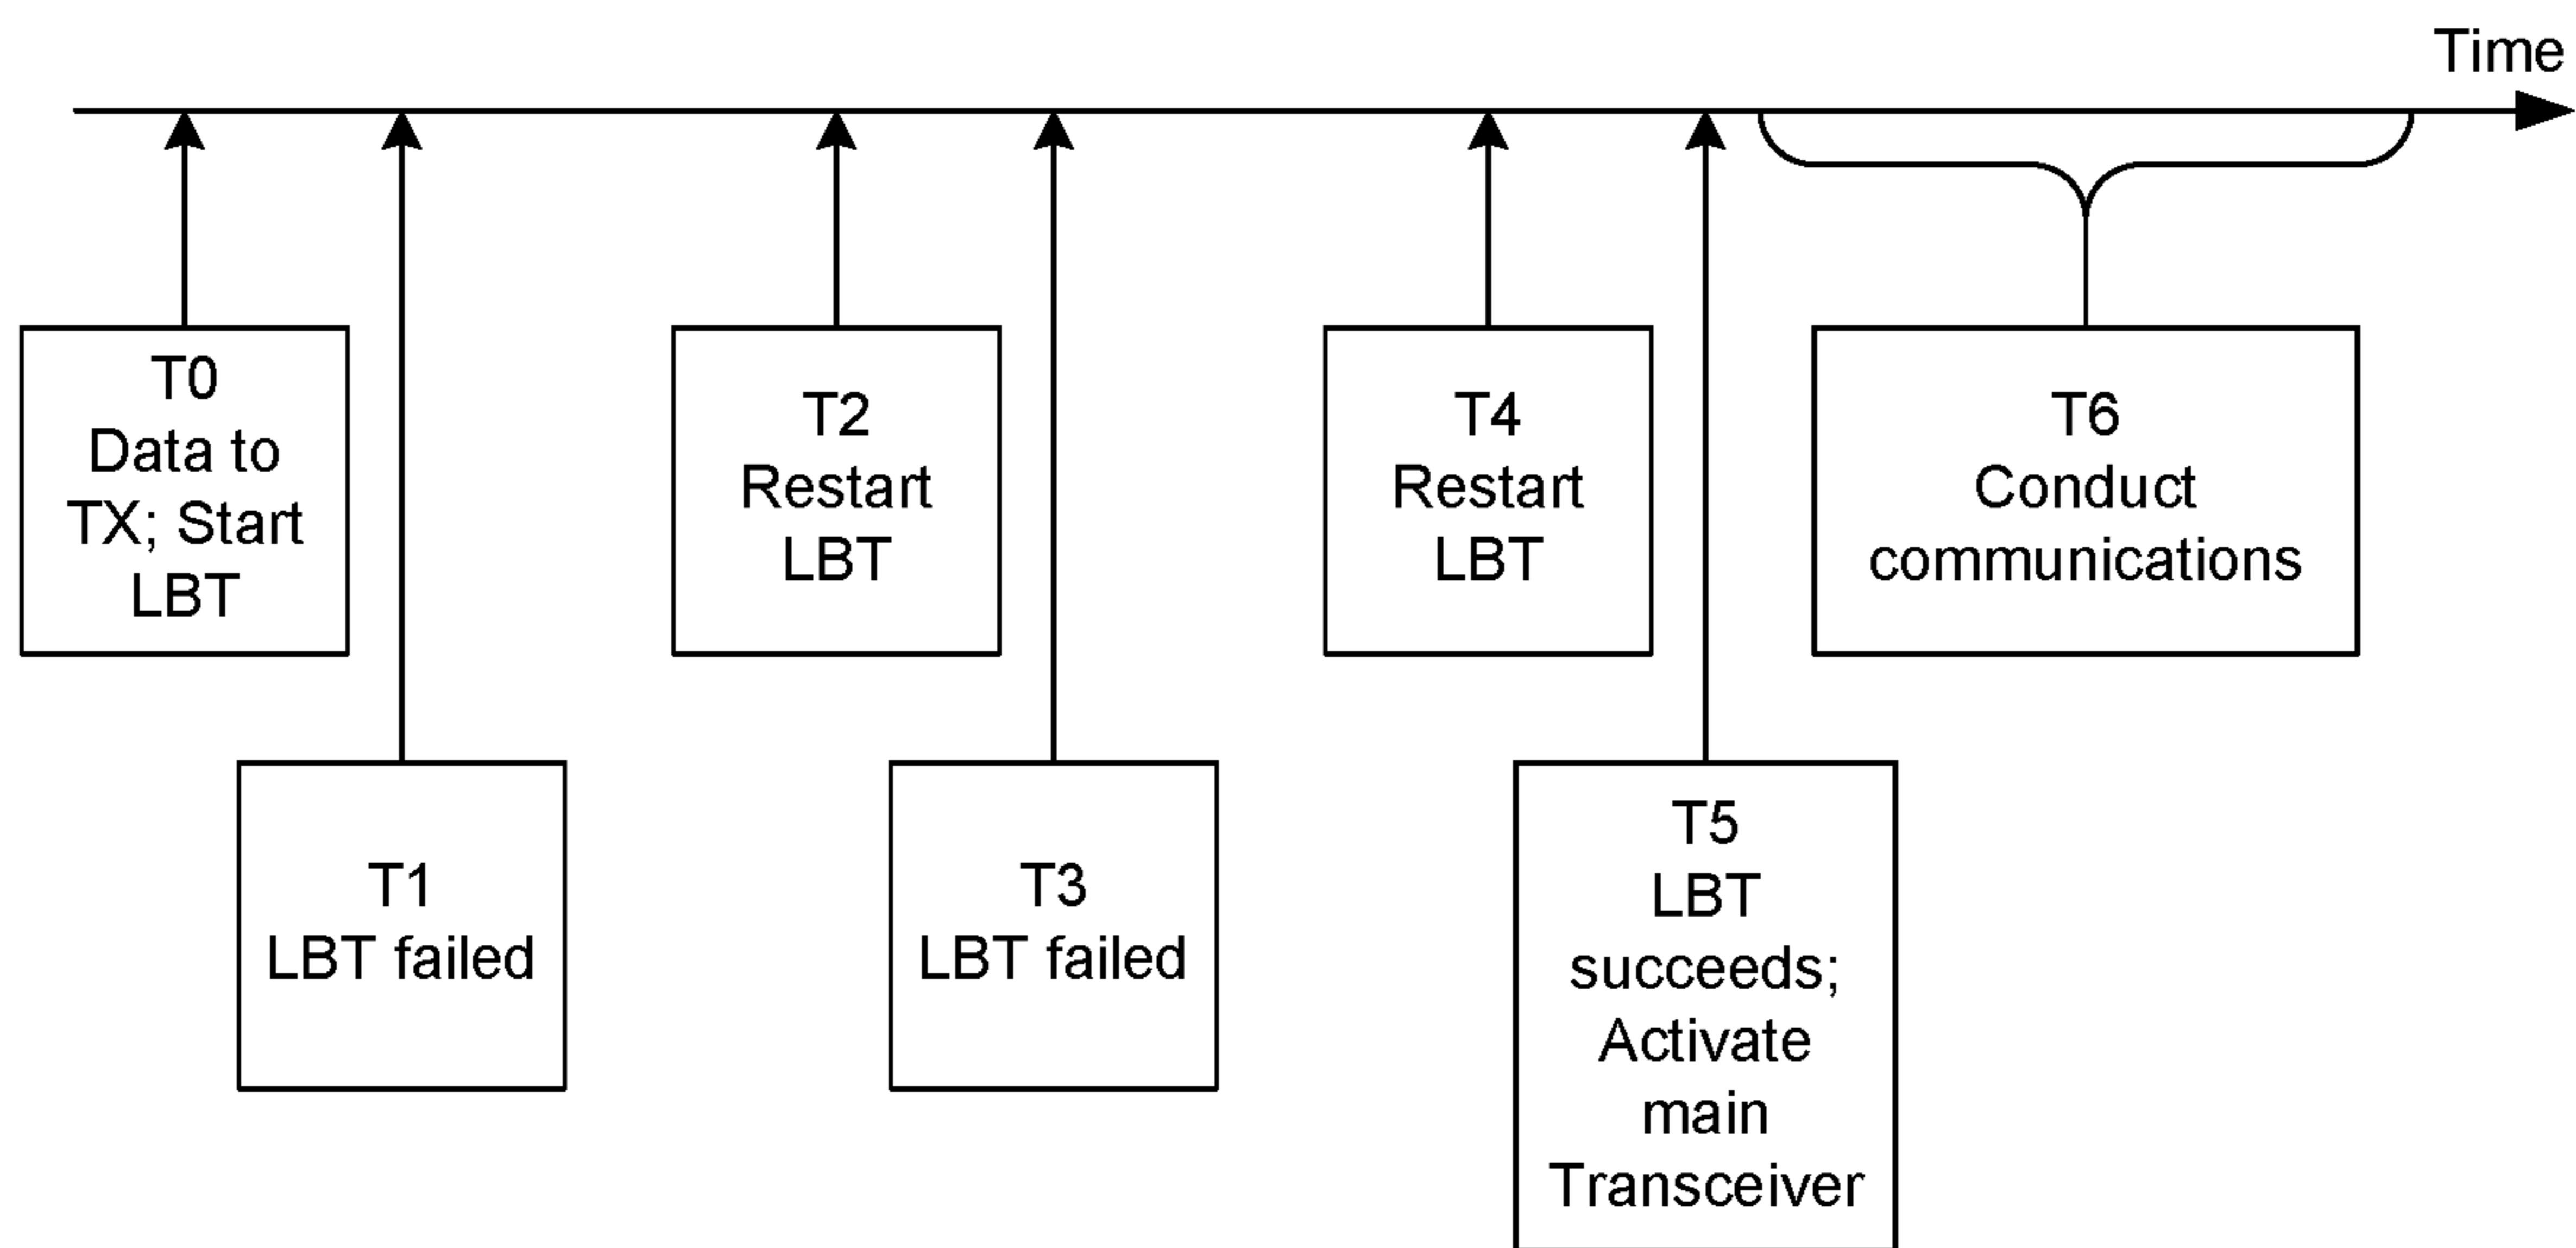 Time
T0
Data to
TX; Start
LBT
T2
Restart
LBT
T4
Restart
LBT
T6
Conduct
communications
T1
LBT failed
T3
LBT failed
T5
LBT
succeeds;
Activate
main
Transceiver